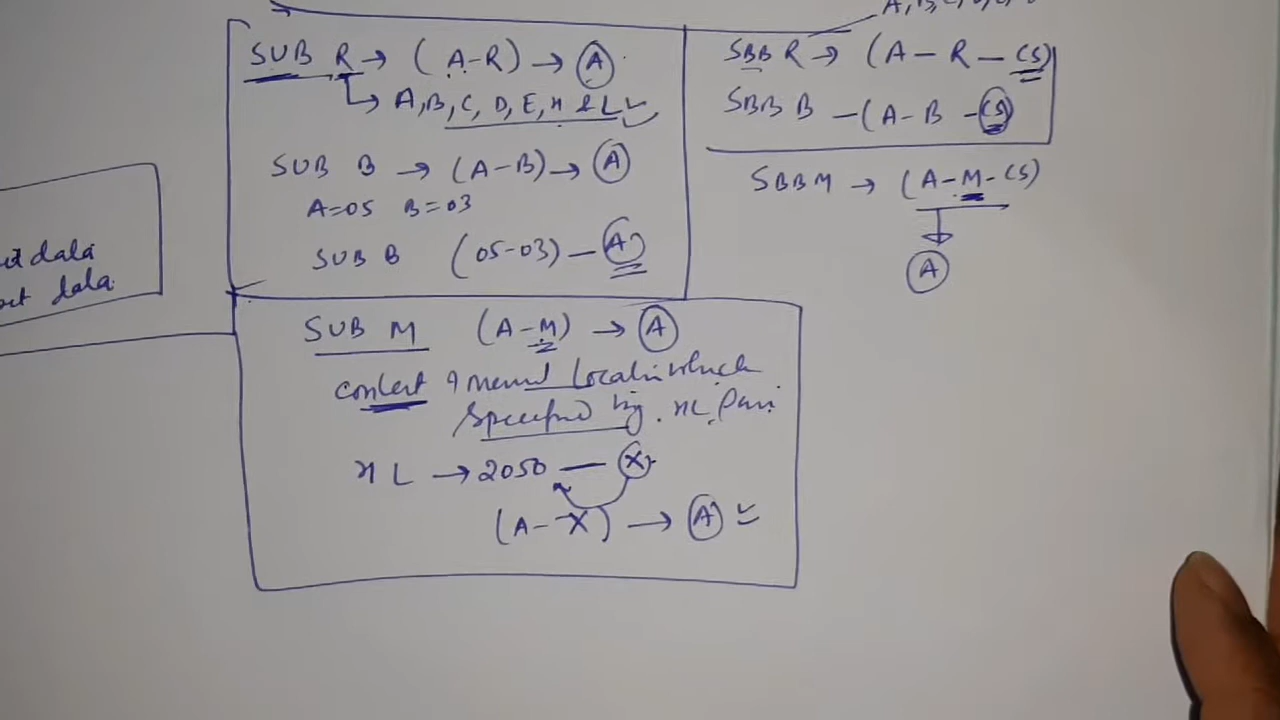 SUB R → (A-R) → A
A, B, C, D, E, H & L
SUB B → (A-B) → A
A=05 B=03
SUB B (05-03) – A
SUB M (A-M) → A
content memory location which
specified by HL Pair
HL → 2050 — X
(A-X) → A
data
data
SBB R → (A - R - CS)
SBB B - (A - B - CS)
SBB M → (A - M - CS)
A